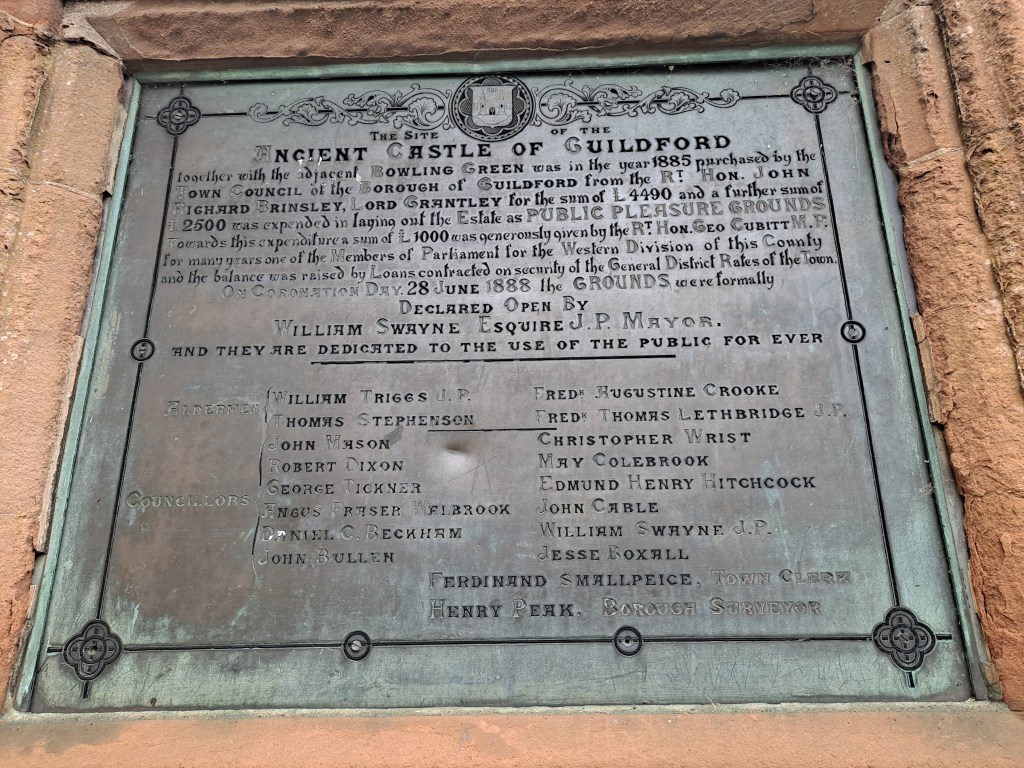 The Site of the
Ancient Castle of Guildford
together with the adjacent Bowling Green was in the year 1885 purchased by the
Town Council of the Borough of Guildford from the Rt. Hon. John
Richard Brinsley, Lord Grantley for the sum of £4490 and a further sum of
£2500 was expended in laying out the Estate as PUBLIC PLEASURE GROUNDS
Towards this expenditure a sum of £1000 was generously given by the Rt. Hon. Geo Cubitt M.P.
for many years one of the Members of Parliament for the Western Division of this County
and the balance was raised by Loans contracted on security of the General District Rates of the Town.
On Coronation Day, 28 June 1888 the GROUNDS were formally
Declared Open By
William Swayne Esquire J.P. Mayor.
AND THEY ARE DEDICATED TO THE USE OF THE PUBLIC FOR EVER
Aldermen
William Triggs J.P.
Fredk Augustine Crooke
Thomas Stephenson
Fredk Thomas Lethbridge J.P.
Councillors
John Mason
Christopher Wrist
Robert Dixon
May Colebrook
George Tickner
Edmund Henry Hitchcock
Angus Fraser Welbrook
John Cable
Daniel C. Beckham
William Swayne J.P.
John Bullen
Jesse Boxall
Ferdinand Smallpeice, Town Clerk
Henry Peak, Borough Surveyor